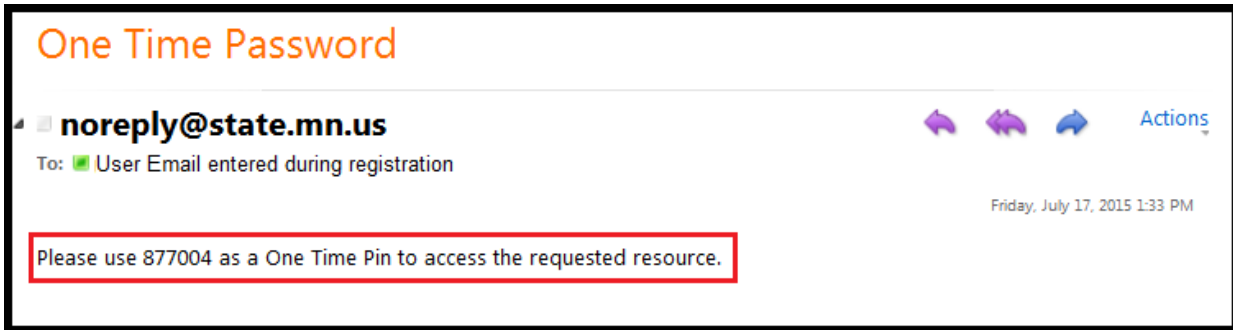 One Time Password
noreply@state.mn.us
Actions
To: User Email entered during registration
Friday, July 17, 2015 1:33 PM
Please use 877004 as a One Time Pin to access the requested resource.